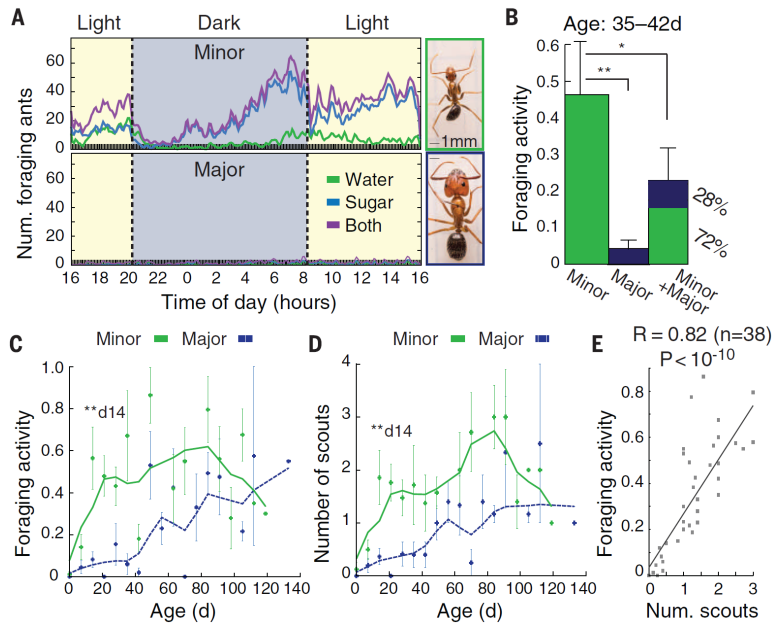 A
Light Dark Light
Minor
Num. foraging ants
60
40
20
0
1mm
Major
Water
Sugar
Both
60
40
20
0
16 18 20 22 0 2 4 6 8 10 12 14 16
Time of day (hours)
B
Age: 35–42d
Foraging activity
0.6
0.5
0.4
0.3
0.2
0.1
0
*
**
28%
72%
Minor
Major
Minor
+Major
C
Minor Major
Foraging activity
1.0
0.8
0.6
0.4
0.2
0
**d14
0 20 40 60 80 100 120 140
Age (d)
D
Minor Major
Number of scouts
4
3
2
1
0
**d14
0 20 40 60 80 100 120 140
Age (d)
E
R = 0.82 (n=38)
P < 10-10
Foraging activity
0.8
0.6
0.4
0.2
0
0 1 2 3
Num. scouts